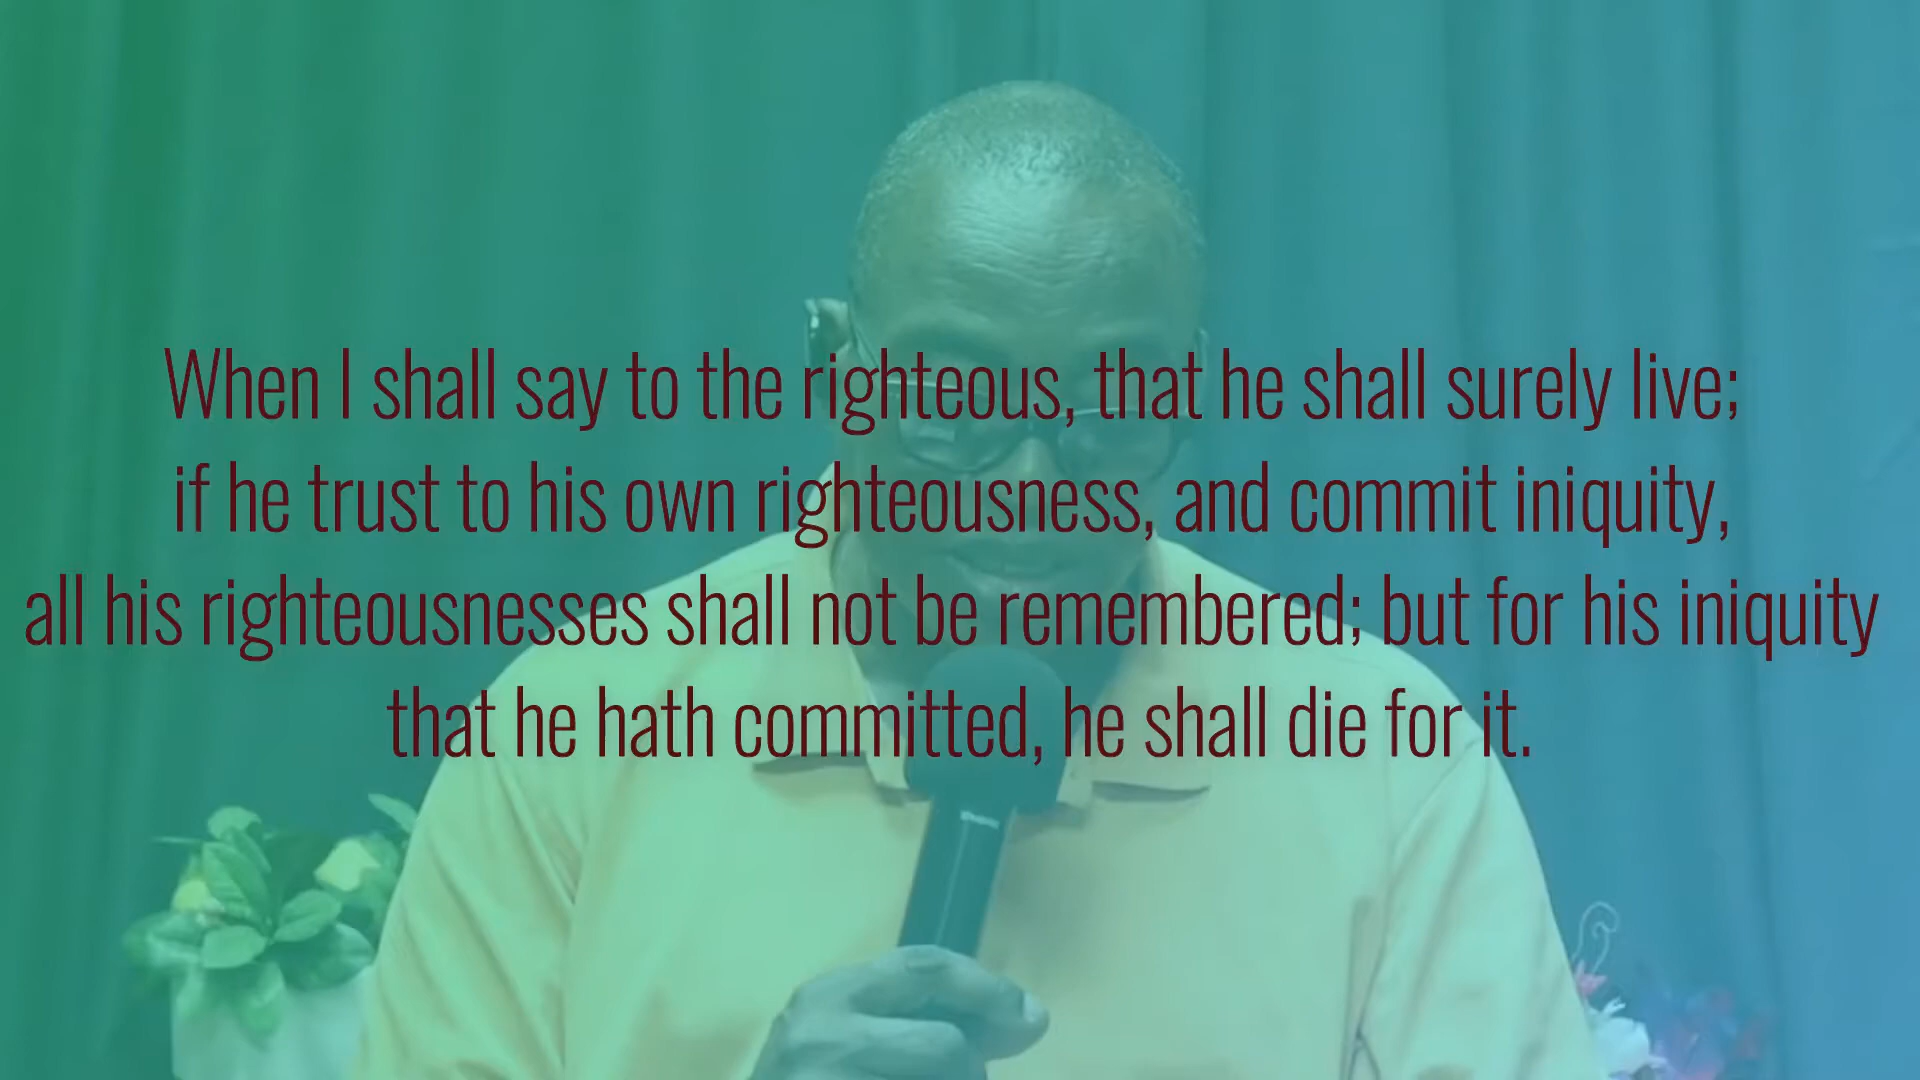 When I shall say to the righteous, that he shall surely live;
if he trust to his own righteousness, and commit iniquity,
all his righteousnesses shall not be remembered; but for his iniquity
that he hath committed, he shall die for it.